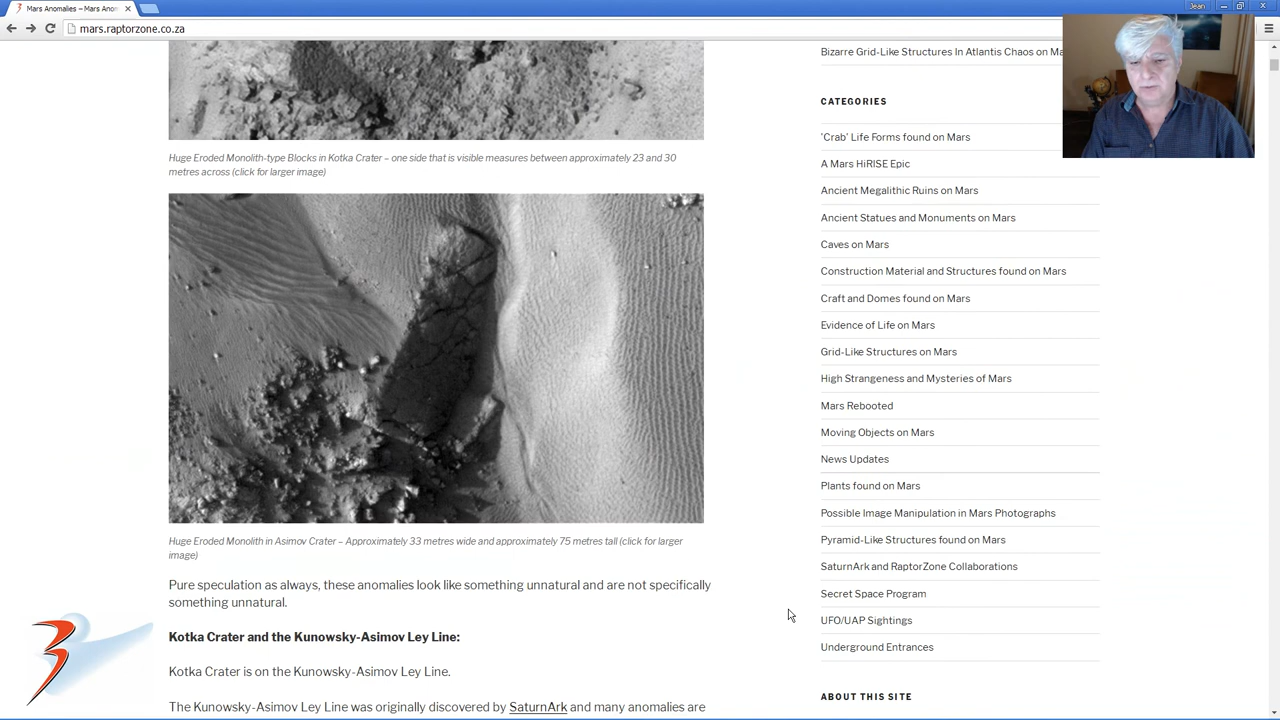 Mars Anomalies – Mars Anom
Jean
mars.raptorzone.co.za
Bizarre Grid-Like Structures In Atlantis Chaos on Ma
CATEGORIES
'Crab' Life Forms found on Mars
A Mars HiRISE Epic
Ancient Megalithic Ruins on Mars
Ancient Statues and Monuments on Mars
Caves on Mars
Construction Material and Structures found on Mars
Craft and Domes found on Mars
Evidence of Life on Mars
Grid-Like Structures on Mars
High Strangeness and Mysteries of Mars
Mars Rebooted
Moving Objects on Mars
News Updates
Plants found on Mars
Possible Image Manipulation in Mars Photographs
Pyramid-Like Structures found on Mars
SaturnArk and RaptorZone Collaborations
Secret Space Program
UFO/UAP Sightings
Underground Entrances
ABOUT THIS SITE
Huge Eroded Monolith-type Blocks in Kotka Crater – one side that is visible measures between approximately 23 and 30
metres across (click for larger image)
Huge Eroded Monolith in Asimov Crater – Approximately 33 metres wide and approximately 75 metres tall (click for larger
image)
Pure speculation as always, these anomalies look like something unnatural and are not specifically
something unnatural.
Kotka Crater and the Kunowsky-Asimov Ley Line:
Kotka Crater is on the Kunowsky-Asimov Ley Line.
The Kunowsky-Asimov Ley Line was originally discovered by SaturnArk and many anomalies are